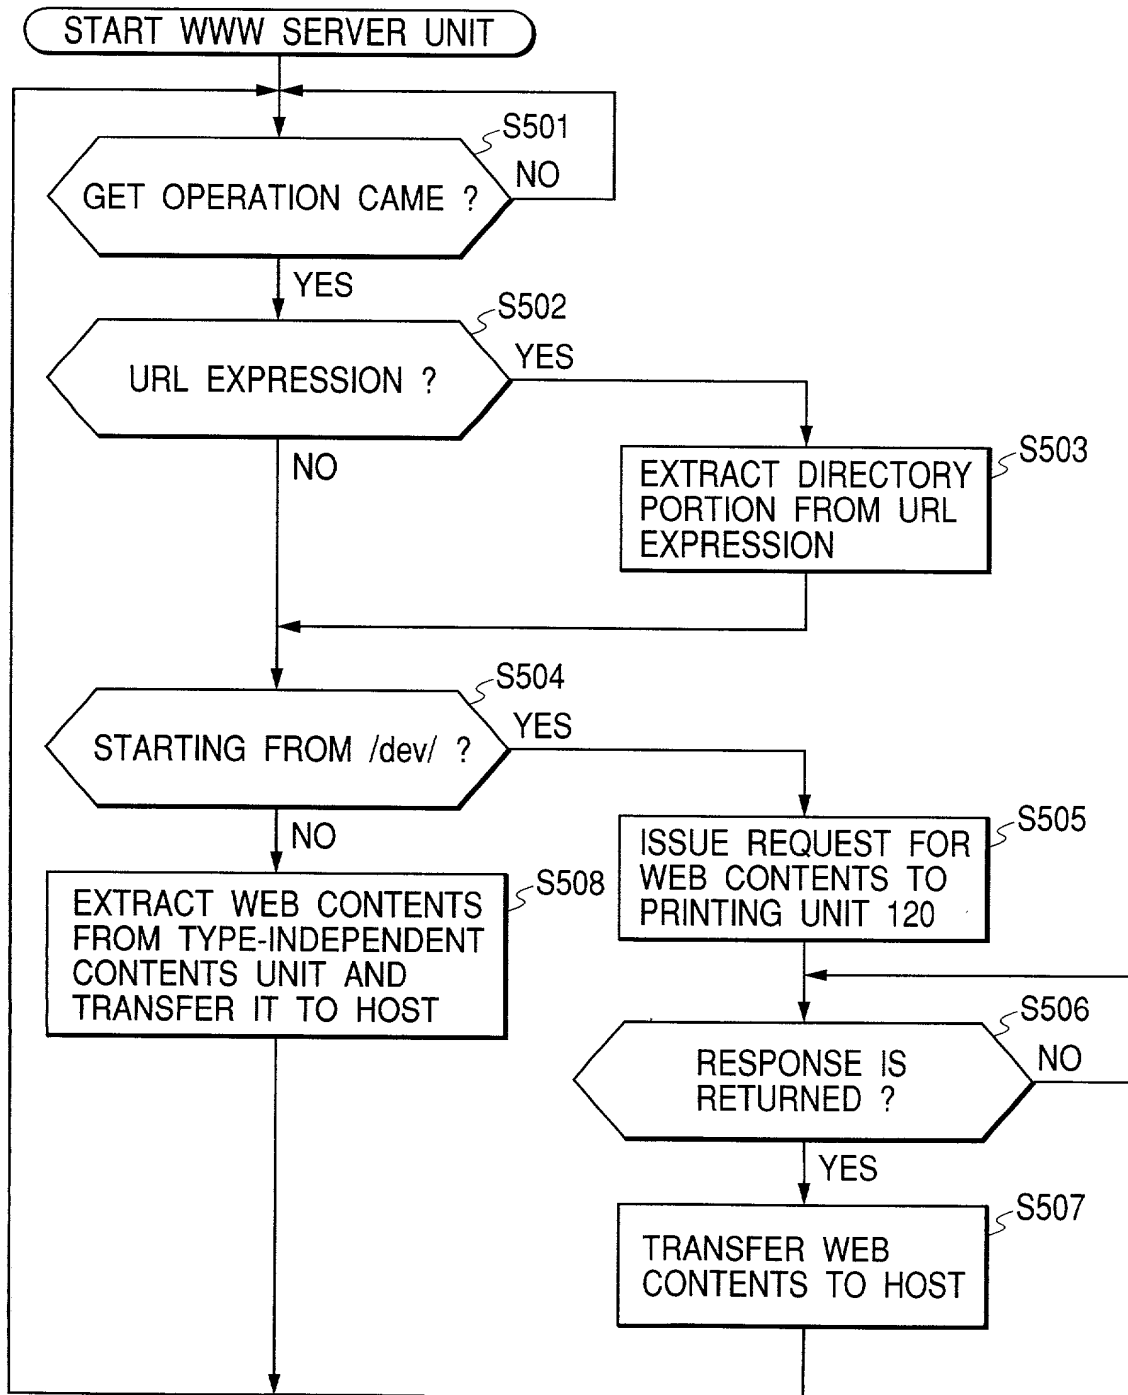 START WWW SERVER UNIT
S501
GET OPERATION CAME ?
NO
YES
S502
URL EXPRESSION ?
YES
NO
S503
EXTRACT DIRECTORY
PORTION FROM URL
EXPRESSION
S504
STARTING FROM /dev/ ?
YES
NO
S505
ISSUE REQUEST FOR
WEB CONTENTS TO
PRINTING UNIT 120
S508
EXTRACT WEB CONTENTS
FROM TYPE-INDEPENDENT
CONTENTS UNIT AND
TRANSFER IT TO HOST
S506
RESPONSE IS
RETURNED ?
NO
YES
S507
TRANSFER WEB
CONTENTS TO HOST